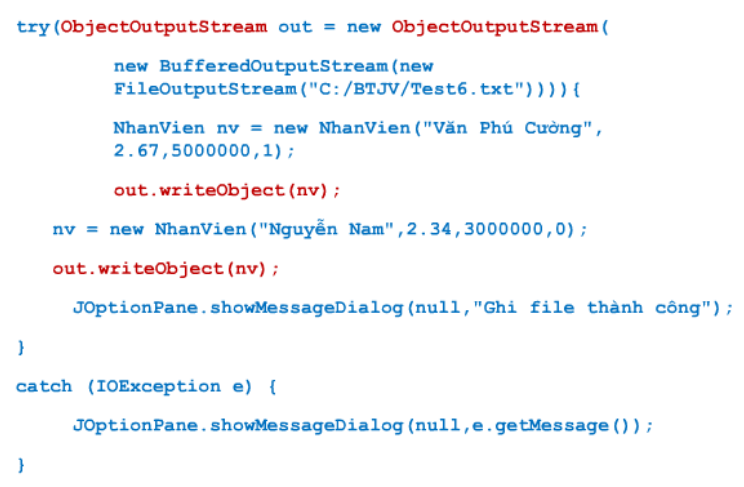 try(ObjectOutputStream out = new ObjectOutputStream(
new BufferedOutputStream(new
FileOutputStream("C:/BTJV/Test6.txt")))){
NhanVien nv = new NhanVien("Văn Phú Cường",
2.67,5000000,1);
out.writeObject(nv);
nv = new NhanVien("Nguyễn Nam",2.34,3000000,0);
out.writeObject(nv);
JOptionPane.showMessageDialog(null,"Ghi file thành công");
}
catch (IOException e) {
JOptionPane.showMessageDialog(null,e.getMessage());
}